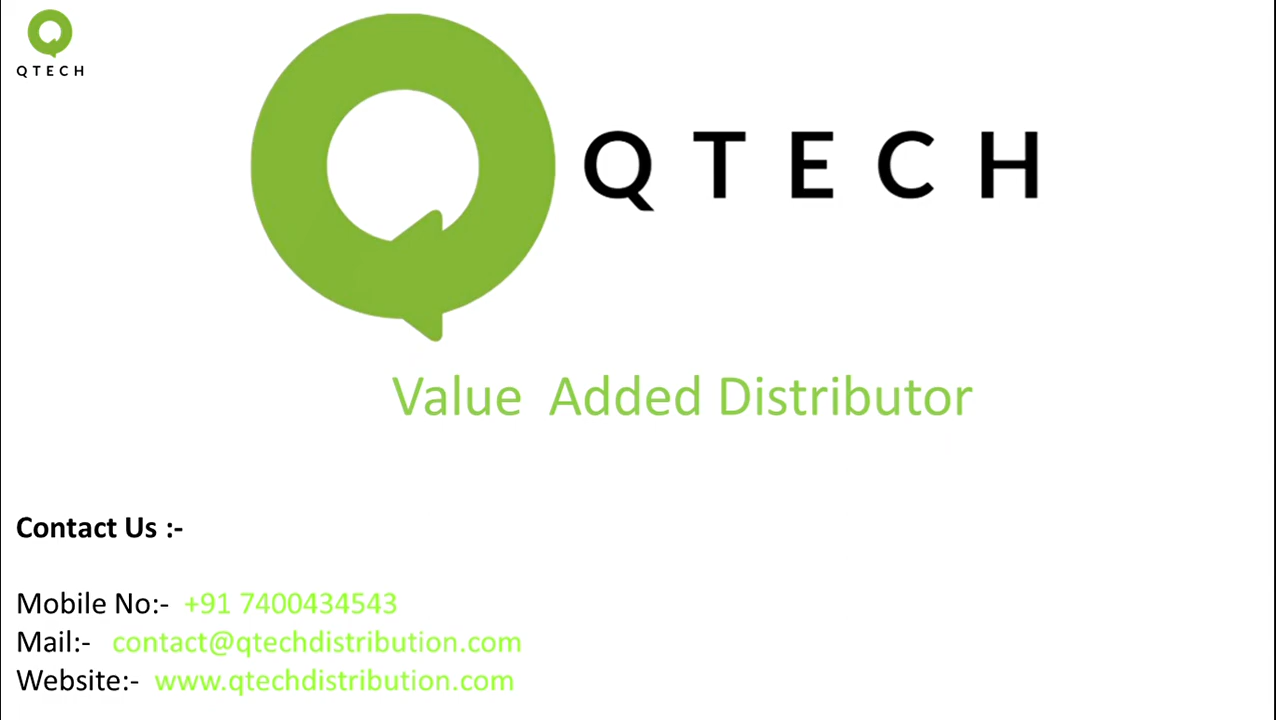 QTECH
QTECH
Value  Added Distributor
Contact Us :-
Mobile No:-  +91 7400434543
Mail:-   contact@qtechdistribution.com
Website:-  www.qtechdistribution.com